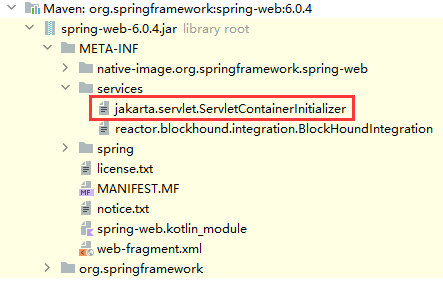 Maven: org.springframework:spring-web:6.0.4
spring-web-6.0.4.jar library root
META-INF
native-image.org.springframework.spring-web
services
jakarta.servlet.ServletContainerInitializer
reactor.blockhound.integration.BlockHoundIntegration
spring
license.txt
MF MANIFEST.MF
notice.txt
spring-web.kotlin_module
web-fragment.xml
org.springframework